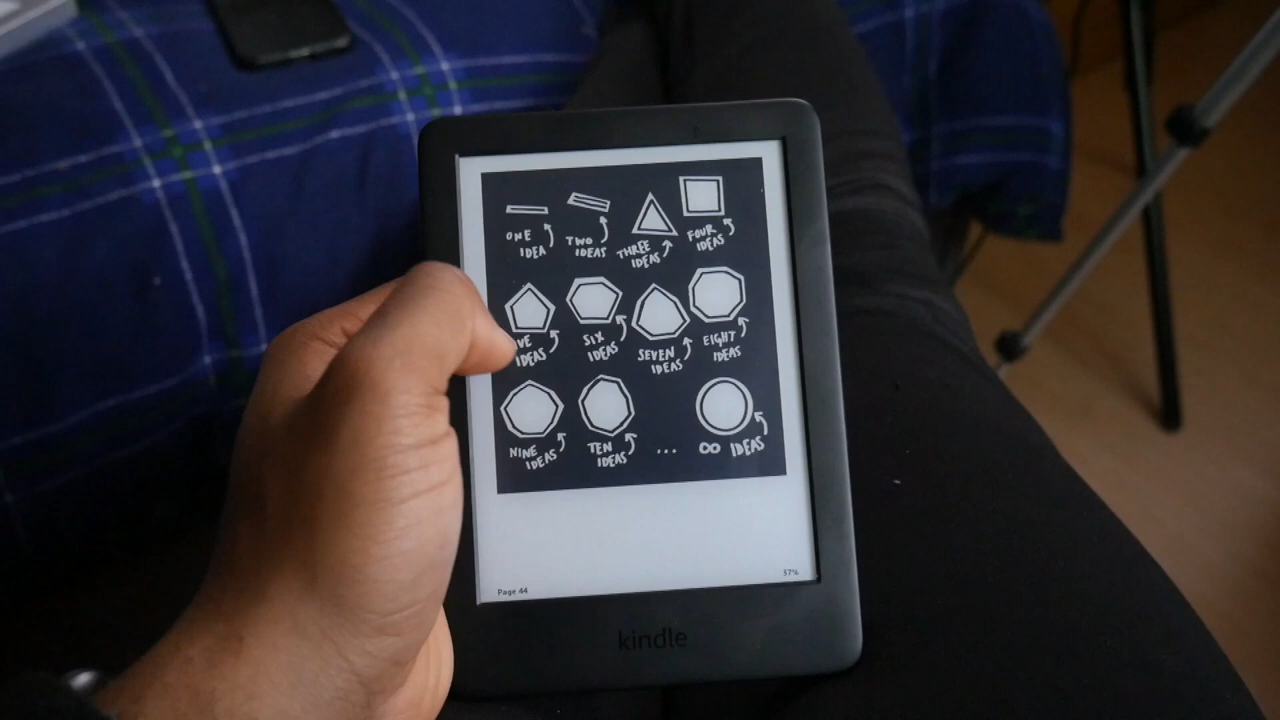 ONE
IDEA
TWO
IDEAS
THREE
IDEAS
FOUR
IDEAS
VE
IDEAS
SIX
IDEAS
SEVEN
IDEAS
EIGHT
IDEAS
NINE
IDEAS
TEN
IDEAS
...
∞ IDEAS
Page 44
57%
kindle